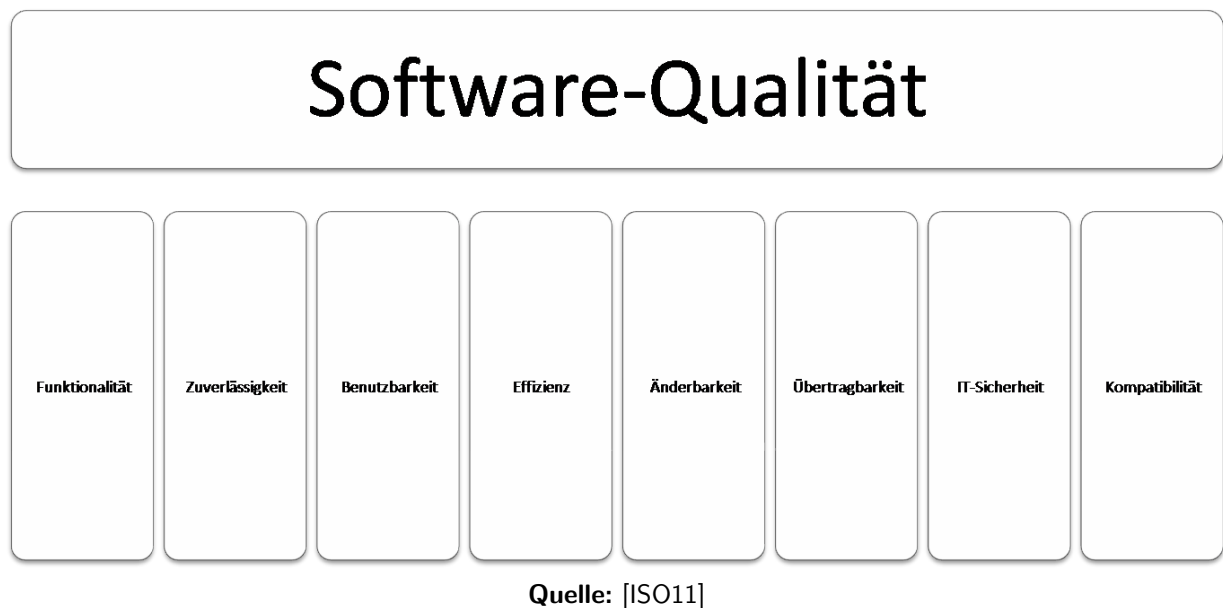 Software-Qualität
Funktionalität
Zuverlässigkeit
Benutzbarkeit
Effizienz
Änderbarkeit
Übertragbarkeit
IT-Sicherheit
Kompatibilität
Quelle: [ISO11]